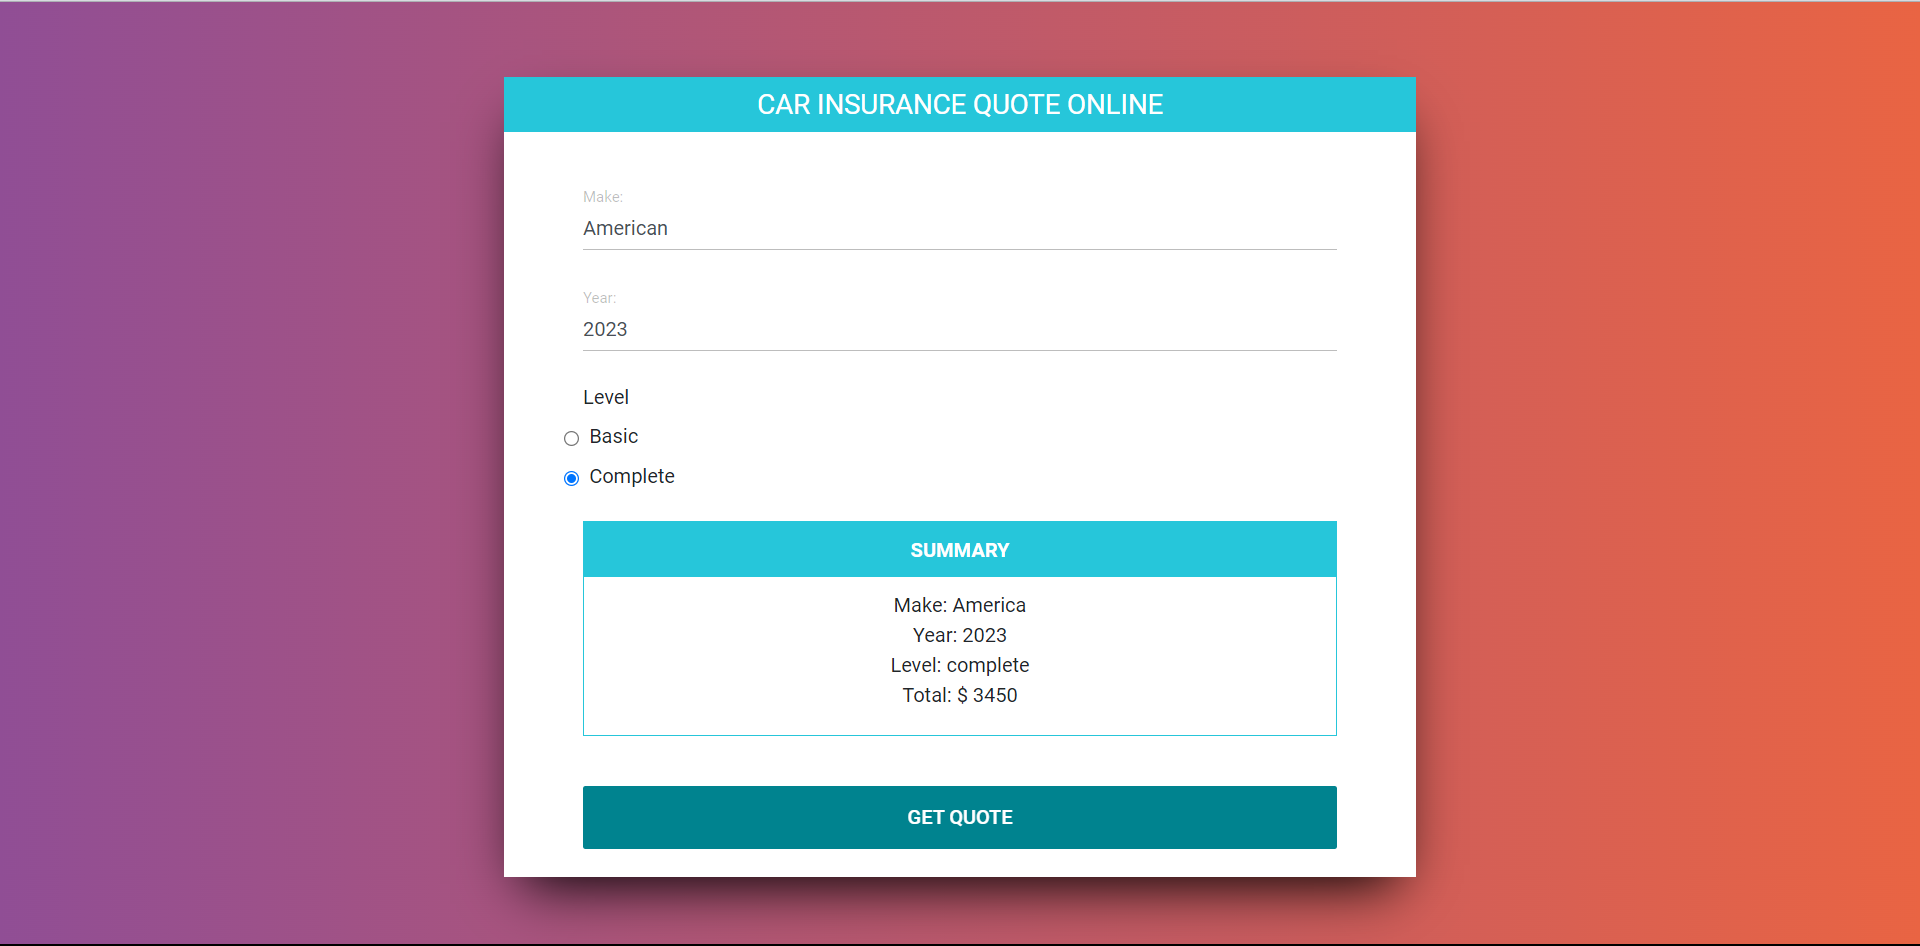 CAR INSURANCE QUOTE ONLINE
Make:
American
Year:
2023
Level
Basic
Complete
SUMMARY
Make: America
Year: 2023
Level: complete
Total: $ 3450
GET QUOTE